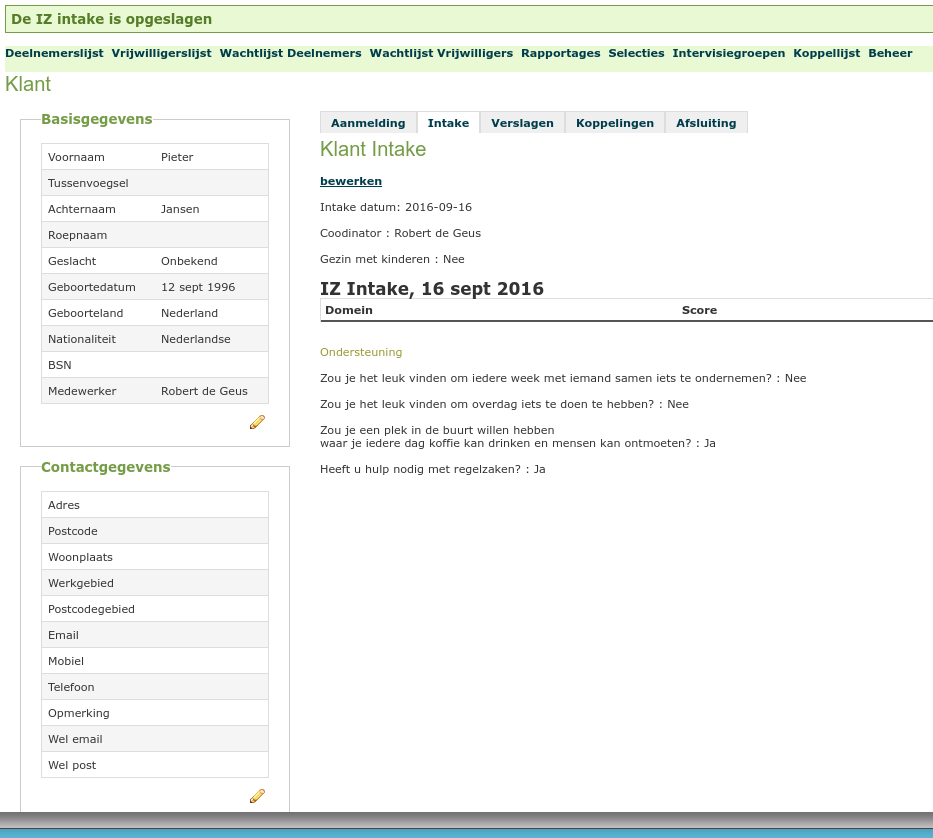 De IZ intake is opgeslagen
Deelnemerslijst Vrijwilligerslijst Wachtlijst Deelnemers Wachtlijst Vrijwilligers Rapportages Selecties Intervisiegroepen Koppellijst Beheer
Klant
Basisgegevens
Voornaam Pieter
Tussenvoegsel
Achternaam Jansen
Roepnaam
Geslacht Onbekend
Geboortedatum 12 sept 1996
Geboorteland Nederland
Nationaliteit Nederlandse
BSN
Medewerker Robert de Geus
Contactgegevens
Adres
Postcode
Woonplaats
Werkgebied
Postcodegebied
Email
Mobiel
Telefoon
Opmerking
Wel email
Wel post
Aanmelding Intake Verslagen Koppelingen Afsluiting
Klant Intake
bewerken
Intake datum: 2016-09-16
Coodinator : Robert de Geus
Gezin met kinderen : Nee
IZ Intake, 16 sept 2016
Domein Score
Ondersteuning
Zou je het leuk vinden om iedere week met iemand samen iets te ondernemen? : Nee
Zou je het leuk vinden om overdag iets te doen te hebben? : Nee
Zou je een plek in de buurt willen hebben
waar je iedere dag koffie kan drinken en mensen kan ontmoeten? : Ja
Heeft u hulp nodig met regelzaken? : Ja